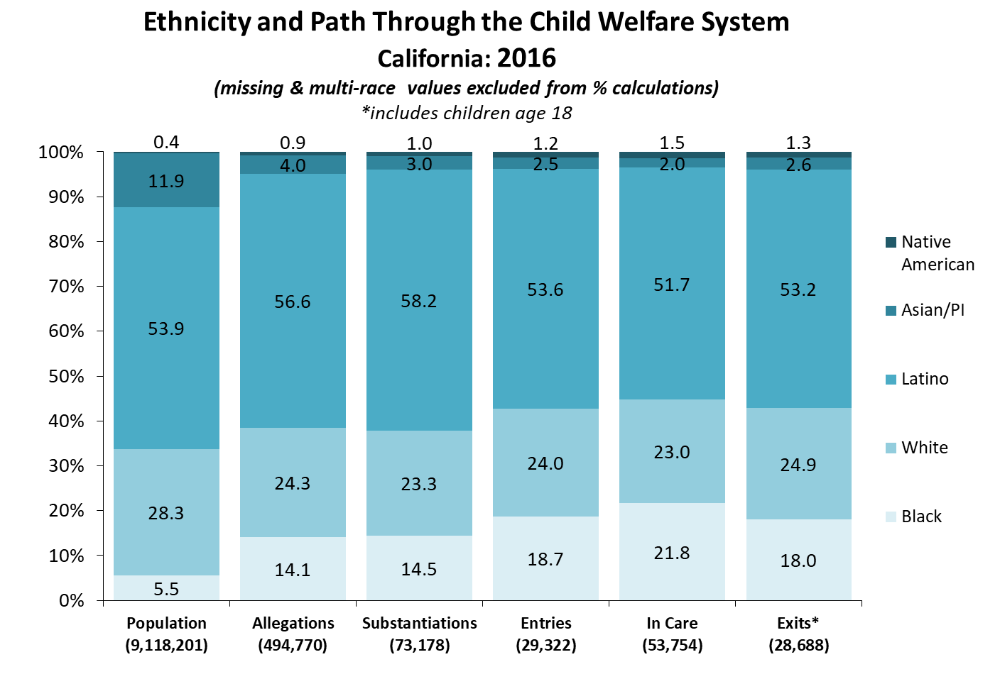 Ethnicity and Path Through the Child Welfare System
California: 2016
(missing & multi-race values excluded from % calculations)
*includes children age 18
0.4 0.9 1.0 1.2 1.5 1.3
100%
4.0 3.0 2.5 2.0 2.6
11.9
90%
80%
Native
American
70%
53.6 51.7 53.2
56.6 58.2
Asian/PI
60%
53.9
50%
Latino
40%
30%
White
24.0 23.0 24.9
24.3 23.3
20%
28.3
Black
10%
18.7 21.8 18.0
14.1 14.5
5.5
0%
Population Allegations Substantiations Entries In Care Exits*
(9,118,201) (494,770) (73,178) (29,322) (53,754) (28,688)